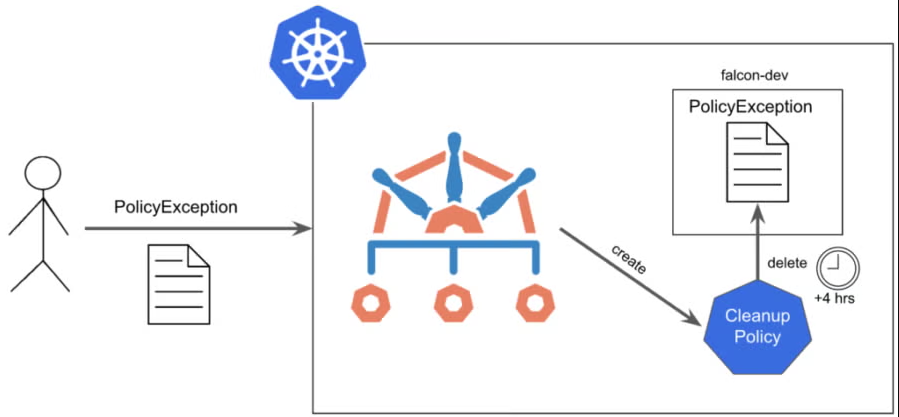 falcon-dev
PolicyException
PolicyException
create
delete
+4 hrs
Cleanup
Policy